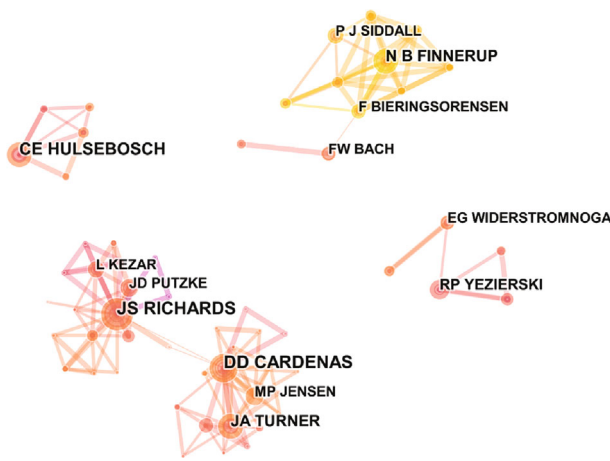 P J SIDDALL
N B FINNERUP
F BIERINGSORENSEN
FW BACH
CE HULSEBOSCH
EG WIDERSTROMNOGA
RP YEZIERSKI
L KEZAR
JD PUTZKE
JS RICHARDS
DD CARDENAS
MP JENSEN
JA TURNER